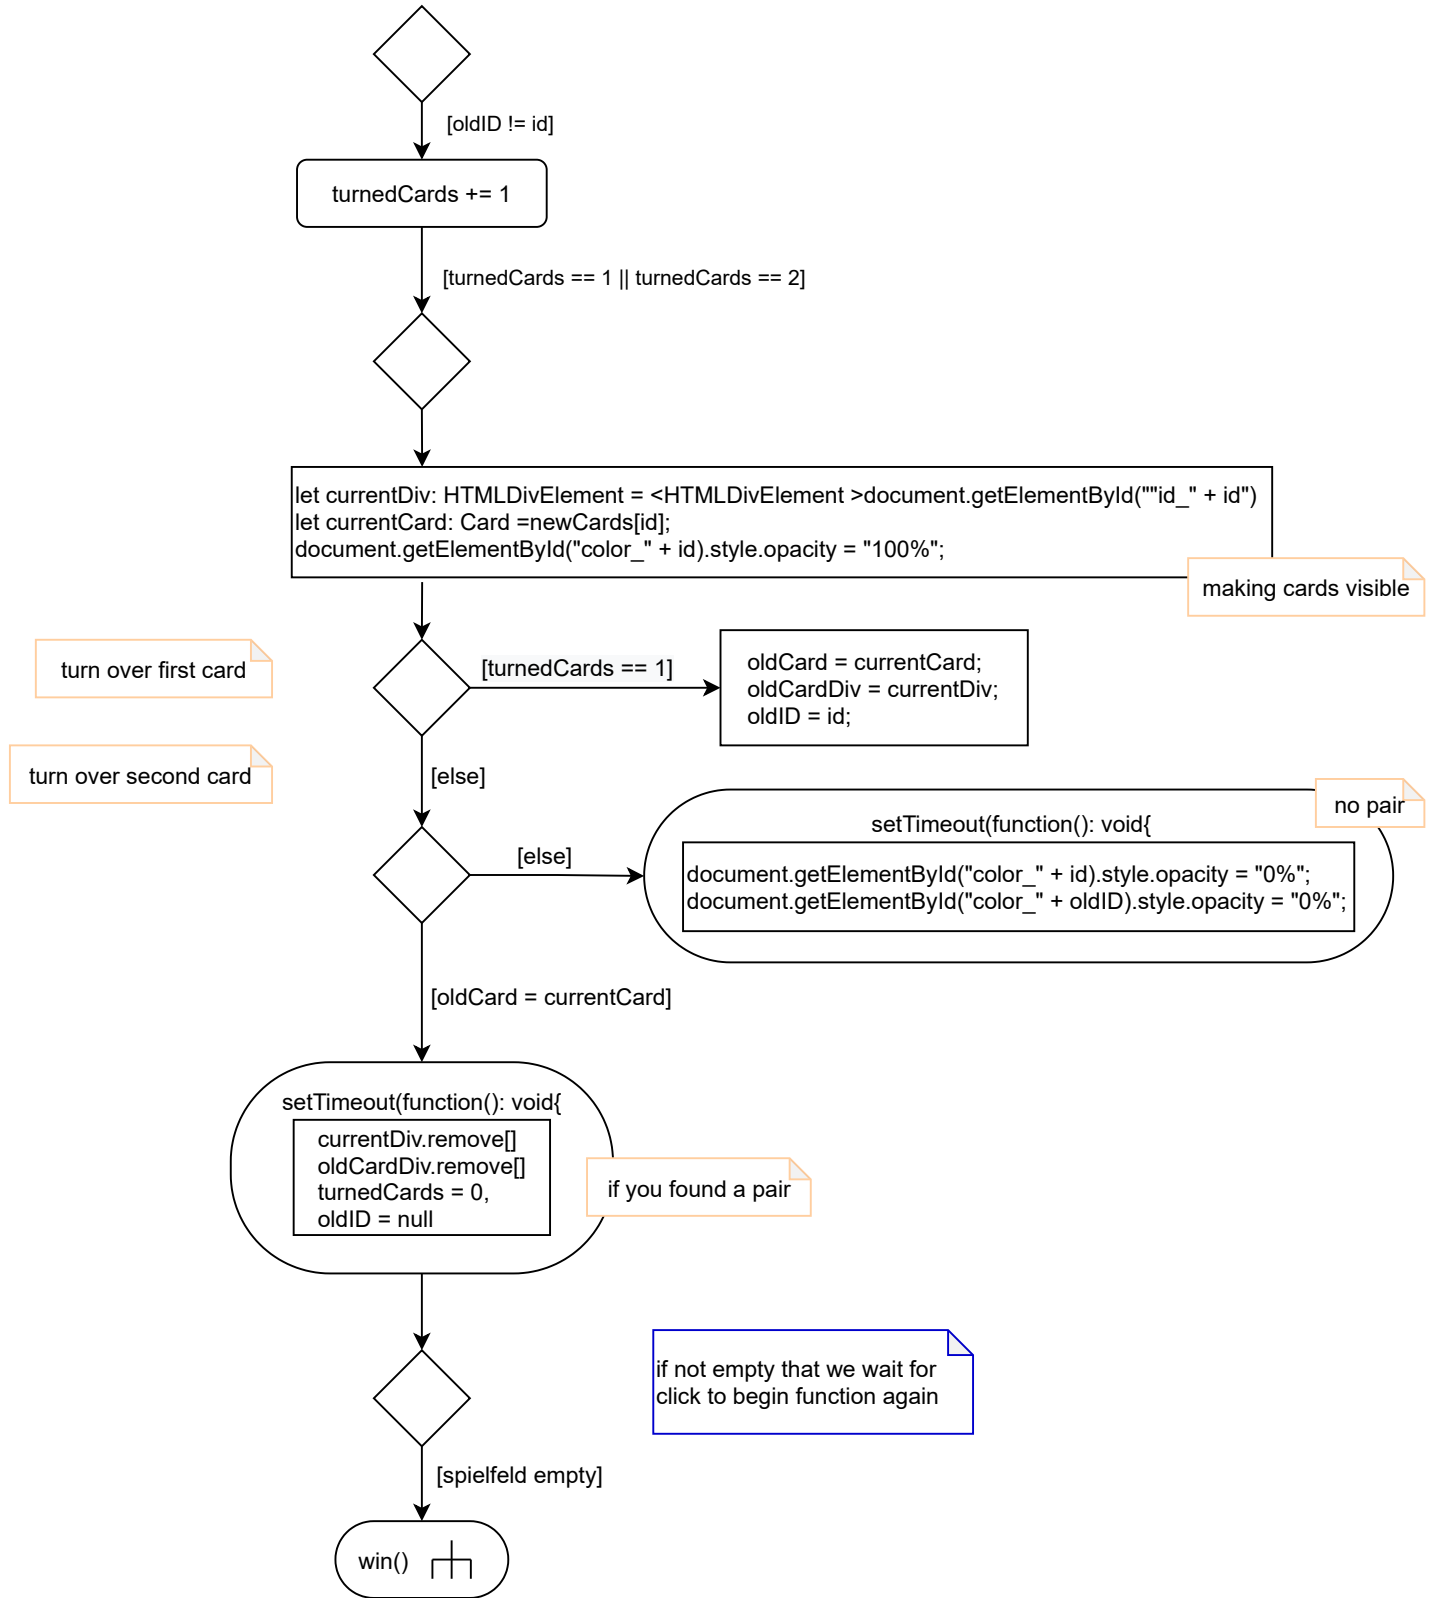 [oldID != id]
turnedCards += 1
[turnedCards == 1 || turnedCards == 2]
let currentDiv: HTMLDivElement = <HTMLDivElement >document.getElementById(""id_" + id")
let currentCard: Card =newCards[id];
document.getElementById("color_" + id).style.opacity = "100%";
making cards visible
turn over first card
[turnedCards == 1]
oldCard = currentCard;
oldCardDiv = currentDiv;
oldID = id;
turn over second card
[else]
no pair
setTimeout(function(): void{
[else]
document.getElementById("color_" + id).style.opacity = "0%";
document.getElementById("color_" + oldID).style.opacity = "0%";
[oldCard = currentCard]
setTimeout(function(): void{
currentDiv.remove[]
oldCardDiv.remove[]
turnedCards = 0,
oldID = null
if you found a pair
if not empty that we wait for
click to begin function again
[spielfeld empty]
win()